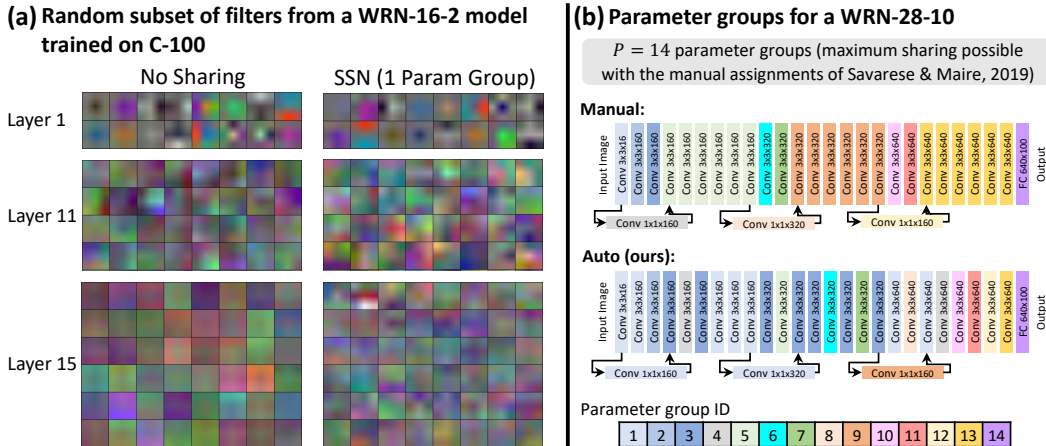 (a) Random subset of filters from a WRN-16-2 model
trained on C-100
No Sharing
SSN (1 Param Group)
Layer 1
Layer 11
Layer 15
(b) Parameter groups for a WRN-28-10
P = 14 parameter groups (maximum sharing possible
with the manual assignments of Savarese & Maire, 2019)
Manual:
Input Image
Conv 3x3x16
Conv 3x3x160
Conv 3x3x160
Conv 3x3x160
Conv 3x3x160
Conv 3x3x160
Conv 3x3x160
Conv 3x3x160
Conv 3x3x160
Conv 3x3x320
Conv 3x3x320
Conv 3x3x320
Conv 3x3x320
Conv 3x3x320
Conv 3x3x320
Conv 3x3x320
Conv 3x3x320
Conv 3x3x640
Conv 3x3x640
Conv 3x3x640
Conv 3x3x640
Conv 3x3x640
Conv 3x3x640
Conv 3x3x640
Conv 3x3x640
FC 640x100
Output
Conv 1x1x160
Conv 1x1x320
Conv 1x1x160
Auto (ours):
Input Image
Conv 3x3x16
Conv 3x3x160
Conv 3x3x160
Conv 3x3x160
Conv 3x3x160
Conv 3x3x160
Conv 3x3x160
Conv 3x3x160
Conv 3x3x160
Conv 3x3x320
Conv 3x3x320
Conv 3x3x320
Conv 3x3x320
Conv 3x3x320
Conv 3x3x320
Conv 3x3x320
Conv 3x3x320
Conv 3x3x640
Conv 3x3x640
Conv 3x3x640
Conv 3x3x640
Conv 3x3x640
Conv 3x3x640
Conv 3x3x640
Conv 3x3x640
FC 640x100
Output
Conv 1x1x160
Conv 1x1x320
Conv 1x1x160
Parameter group ID
1 2 3 4 5 6 7 8 9 10 11 12 13 14